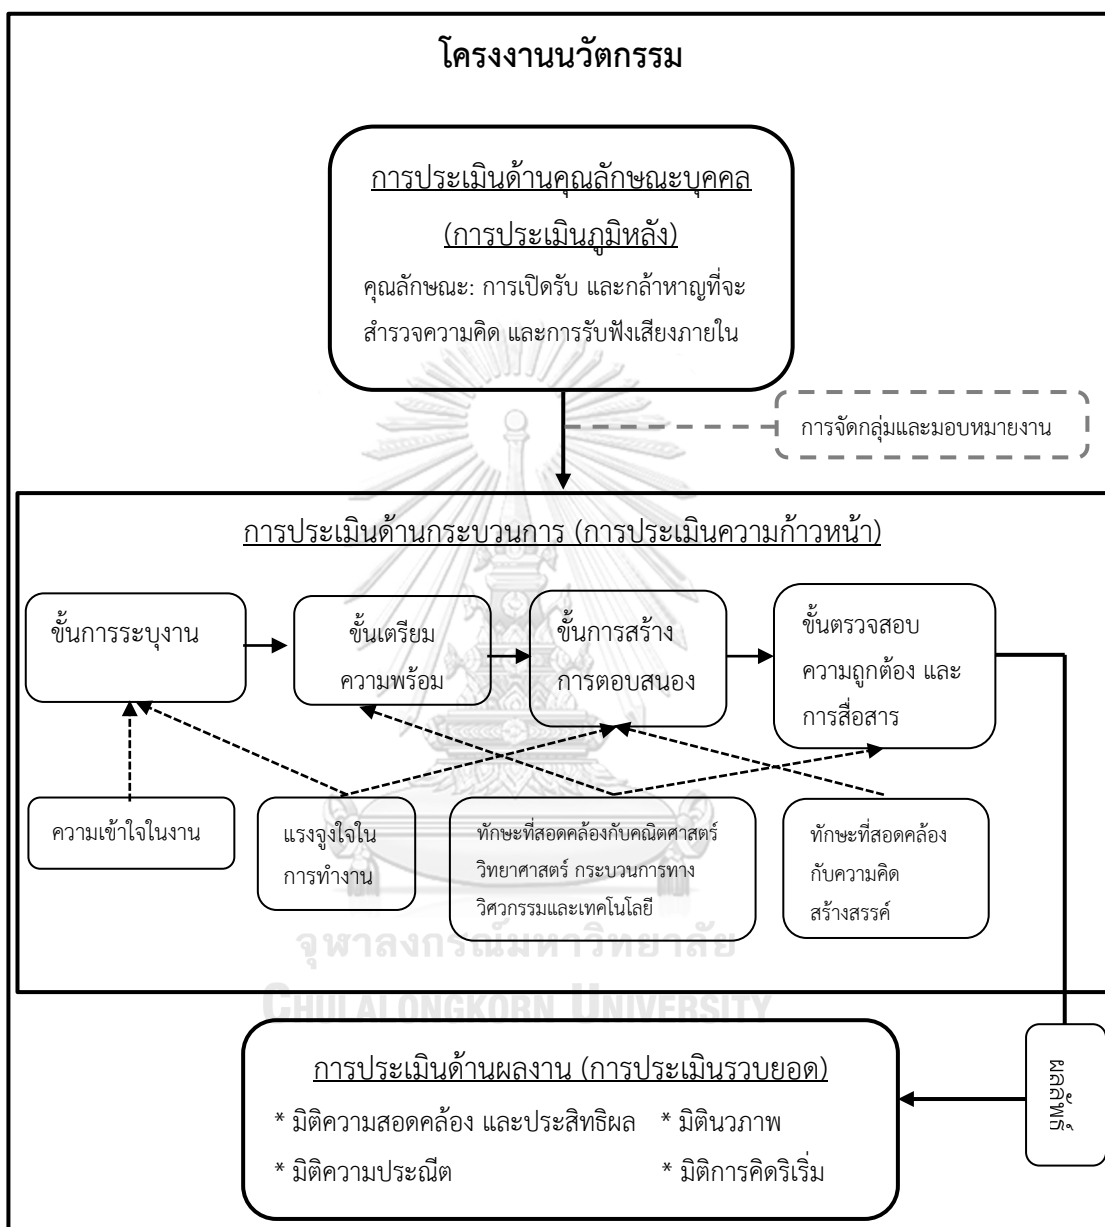 โครงงานนวัตกรรม
การประเมินด้านคุณลักษณะบุคคล
(การประเมินภูมิหลัง)
คุณลักษณะ: การเปิดรับ และกล้าหาญที่จะ
สำรวจความคิด และการรับฟังเสียงภายใน
การจัดกลุ่มและมอบหมายงาน
การประเมินด้านกระบวนการ (การประเมินความก้าวหน้า)
ขั้นการระบุงาน
ขั้นเตรียม
ความพร้อม
ขั้นการสร้าง
การตอบสนอง
ขั้นตรวจสอบ
ความถูกต้อง และ
การสื่อสาร
ความเข้าใจในงาน
แรงจูงใจใน
การทำงาน
ทักษะที่สอดคล้องกับคณิตศาสตร์
วิทยาศาสตร์ กระบวนการทาง
วิศวกรรมและเทคโนโลยี
ทักษะที่สอดคล้อง
กับความคิด
สร้างสรรค์
จุฬาลงกรณ์มหาวิทยาลัย
CHULALONGKORN UNIVERSITY
ผลลัพธ์
การประเมินด้านผลงาน (การประเมินรวบยอด)
* มิติความสอดคล้อง และประสิทธิผล * มิตินวภาพ
* มิติความประณีต * มิติการคิดริเริ่ม